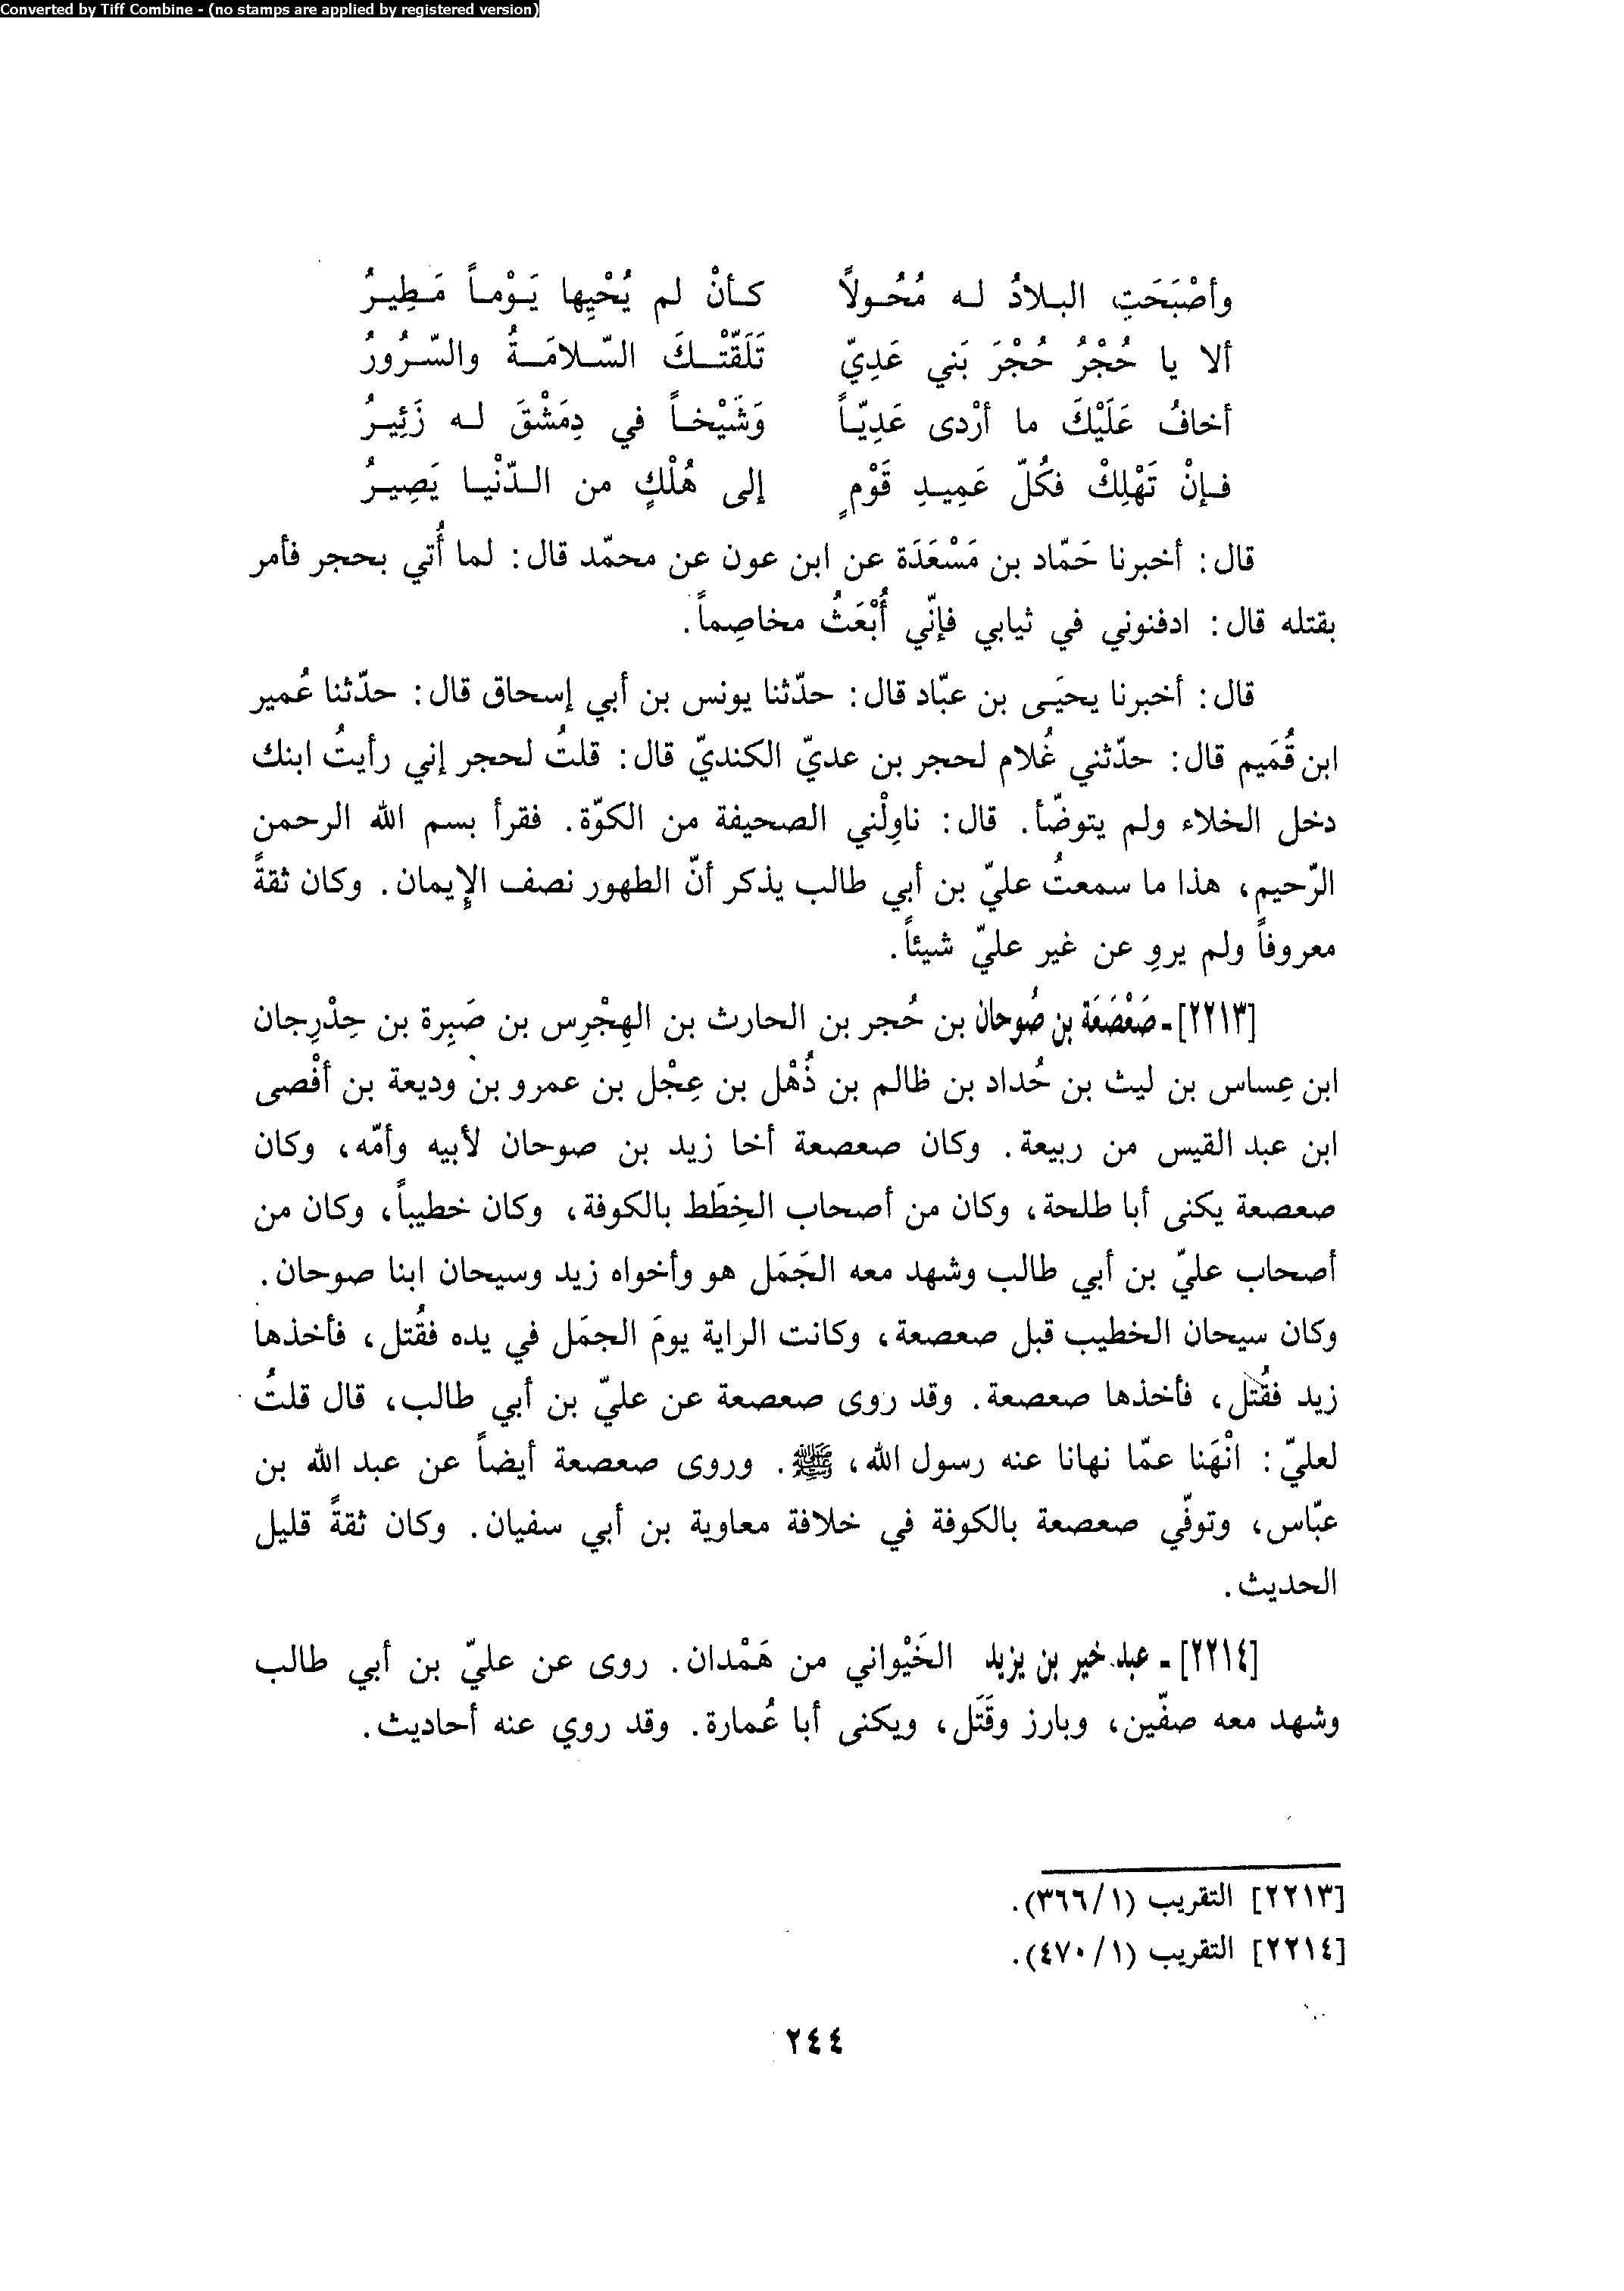 Converted by Tiff Combine - (no stamps are applied by registered version)
وأصْبَحَتِ البلادُ له مُحُولاً كأنْ لم يُحْيِها يَوْماً مَطِيرُ
ألا يا حُجْرُ حُجْرَ بَني عَدِيّ تَلَقّتْكَ السّلامَةُ والسّرُورُ
أخافُ عَلَيْكَ ما أرْدى عَدِيّاً وَشَيْخاً في دِمَشْقَ له زَئِيرُ
فإنْ تَهْلِكْ فكُلّ عَمِيدِ قَوْمٍ إلى هُلْكٍ من الدّنْيا يَصِيرُ
قال: أخبرنا حَمّاد بن مَسْعَدَة عن ابن عون عن محمّد قال: لما أُتي بحجر فأمر
بقتله قال: ادفنوني في ثيابي فإنّي أُبْعَثُ مخاصِماً.
قال: أخبرنا يحيَى بن عبّاد قال: حدّثنا يونس بن أبي إسحاق قال: حدّثنا عُمير
ابن قُمَيم قال: حدّثني غُلام لحجر بن عديّ الكنديّ قال: قلتُ لحجر إني رأيتُ ابنك
دخل الخلاء ولم يتوضّأ. قال: ناوِلْني الصحيفة من الكوّة. فقرأ بسم الله الرحمن
الرّحيم، هذا ما سمعتُ عليّ بن أبي طالب يذكر أنّ الطهور نصف الإيمان. وكان ثقةً
معروفاً ولم يروِ عن غير عليّ شيئاً.
[٢٢١٣] - صَعْصَعَة بن صُوحان بن حُجر بن الحارث بن الهِجْرِس بن صَبِرة بن حِدْرِجان
ابن عِساس بن ليث بن حُداد بن ظالم بن ذُهْل بن عِجْل بن عمرو بن وديعة بن أفْصى
ابن عبد القيس من ربيعة. وكان صعصعة أخا زيد بن صوحان لأبيه وأمّه، وكان
صعصعة يكنى أبا طلحة، وكان من أصحاب الخِطَط بالكوفة، وكان خطيباً، وكان من
أصحاب عليّ بن أبي طالب وشهد معه الجَمَل هو وأخواه زيد وسيحان ابنا صوحان.
وكان سيحان الخطيب قبل صعصعة، وكانت الراية يومَ الجمَل في يده فقُتل، فأخذها
زيد فقُتل، فأخذها صعصعة. وقد روى صعصعة عن عليّ بن أبي طالب، قال قلتُ
لعليّ: انْهَنا عمّا نهانا عنه رسول الله، ﷺ. وروى صعصعة أيضاً عن عبد الله بن
عبّاس، وتوفّي صعصعة بالكوفة في خلافة معاوية بن أبي سفيان. وكان ثقةً قليل
الحديث.
[٢٢١٤] - عبد خير بن يزيد الخَيْواني من هَمْدان. روى عن عليّ بن أبي طالب
وشهد معه صفّين، وبارز وقَتَل، ويكنى أبا عُمارة. وقد روي عنه أحاديث.
[٢٢١٣] التقريب (٣٦٦/١).
[٢٢١٤] التقريب (٤٧٠/١).
٢٤٤